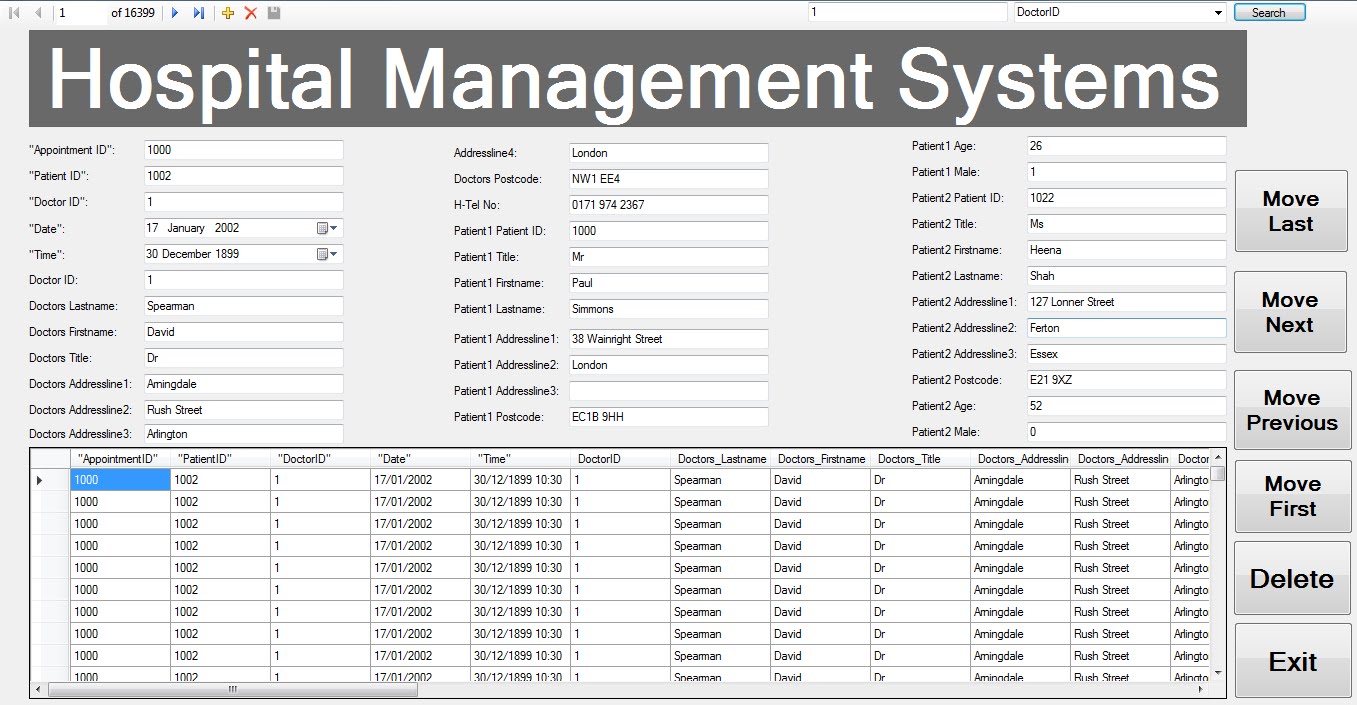 1 of 16399 1 DoctorID Search
Hospital Management Systems
"Appointment ID": 1000
"Patient ID": 1002
"Doctor ID": 1
"Date": 17 January 2002
"Time": 30 December 1899
Doctor ID: 1
Doctors Lastname: Spearman
Doctors Firstname: David
Doctors Title: Dr
Doctors Addressline1: Amingdale
Doctors Addressline2: Rush Street
Doctors Addressline3: Arlington
Addressline4: London
Doctors Postcode: NW1 EE4
H-Tel No: 0171 974 2367
Patient1 Patient ID: 1000
Patient1 Title: Mr
Patient1 Firstname: Paul
Patient1 Lastname: Simmons
Patient1 Addressline1: 38 Wainright Street
Patient1 Addressline2: London
Patient1 Addressline3:
Patient1 Postcode: EC1B 9HH
Patient1 Age: 26
Patient1 Male: 1
Patient2 Patient ID: 1022
Patient2 Title: Ms
Patient2 Firstname: Heena
Patient2 Lastname: Shah
Patient2 Addressline1: 127 Lonner Street
Patient2 Addressline2: Ferton
Patient2 Addressline3: Essex
Patient2 Postcode: E21 9XZ
Patient2 Age: 52
Patient2 Male: 0
Move
Last
Move
Next
Move
Previous
Move
First
Delete
Exit
"AppointmentID" "PatientID" "DoctorID" "Date" "Time" DoctorID Doctors_Lastname Doctors_Firstname Doctors_Title Doctors_Addresslin Doctors_Addresslin Doctor
1000 1002 1 17/01/2002 30/12/1899 10:30 1 Spearman David Dr Amingdale Rush Street Arlingto
1000 1002 1 17/01/2002 30/12/1899 10:30 1 Spearman David Dr Amingdale Rush Street Arlingto
1000 1002 1 17/01/2002 30/12/1899 10:30 1 Spearman David Dr Amingdale Rush Street Arlingto
1000 1002 1 17/01/2002 30/12/1899 10:30 1 Spearman David Dr Amingdale Rush Street Arlingto
1000 1002 1 17/01/2002 30/12/1899 10:30 1 Spearman David Dr Amingdale Rush Street Arlingto
1000 1002 1 17/01/2002 30/12/1899 10:30 1 Spearman David Dr Amingdale Rush Street Arlingto
1000 1002 1 17/01/2002 30/12/1899 10:30 1 Spearman David Dr Amingdale Rush Street Arlingto
1000 1002 1 17/01/2002 30/12/1899 10:30 1 Spearman David Dr Amingdale Rush Street Arlingto
1000 1002 1 17/01/2002 30/12/1899 10:30 1 Spearman David Dr Amingdale Rush Street Arlingto
1000 1002 1 17/01/2002 30/12/1899 10:30 1 Spearman David Dr Amingdale Rush Street Arlingto